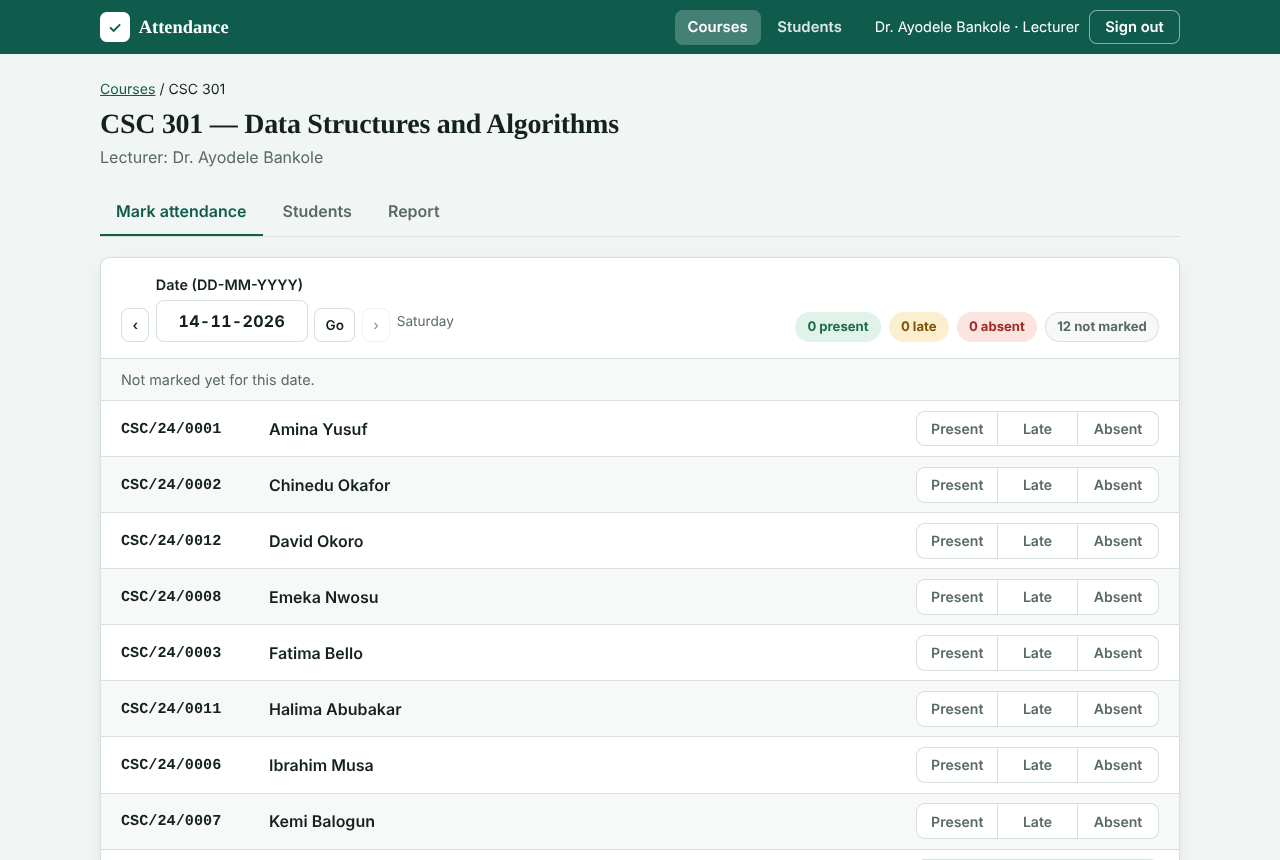 Attendance
Courses Students Dr. Ayodele Bankole · Lecturer Sign out
Courses / CSC 301
CSC 301 — Data Structures and Algorithms
Lecturer: Dr. Ayodele Bankole
Mark attendance Students Report
Date (DD-MM-YYYY)
‹ 14-11-2026 Go › Saturday 0 present 0 late 0 absent 12 not marked
Not marked yet for this date.
CSC/24/0001 Amina Yusuf Present Late Absent
CSC/24/0002 Chinedu Okafor Present Late Absent
CSC/24/0012 David Okoro Present Late Absent
CSC/24/0008 Emeka Nwosu Present Late Absent
CSC/24/0003 Fatima Bello Present Late Absent
CSC/24/0011 Halima Abubakar Present Late Absent
CSC/24/0006 Ibrahim Musa Present Late Absent
CSC/24/0007 Kemi Balogun Present Late Absent